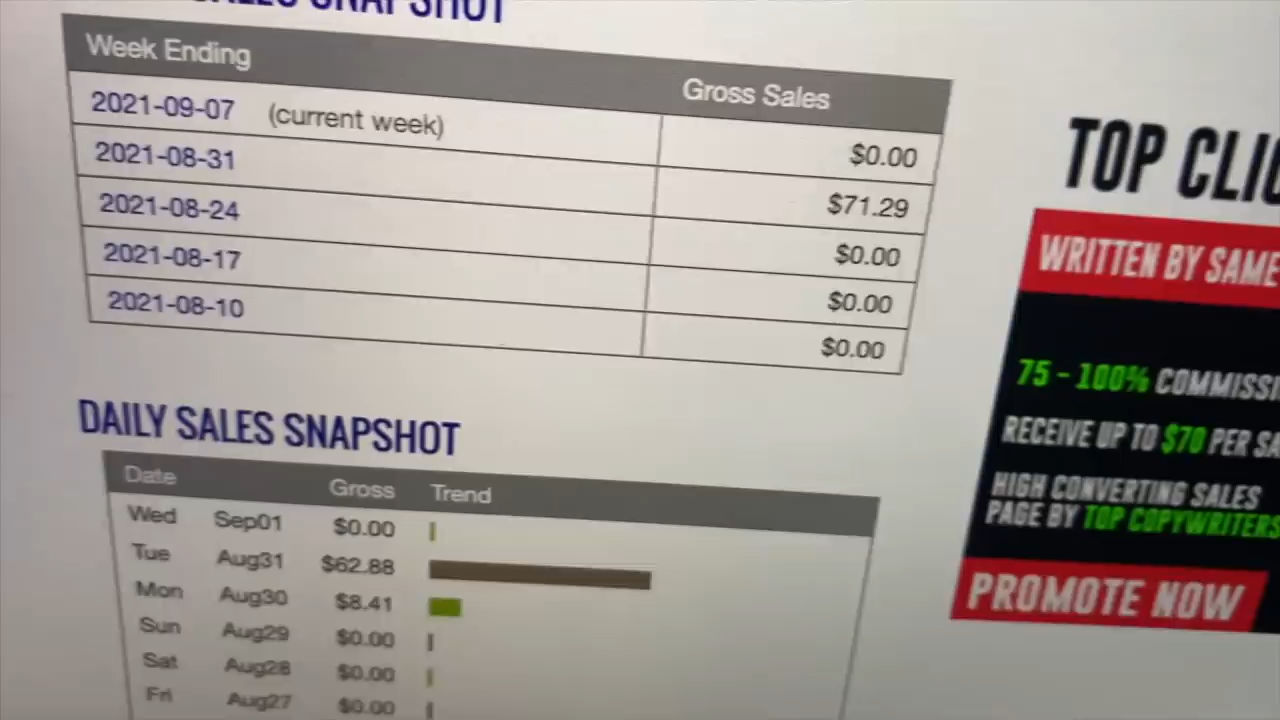 SALES SNAPSHOT
Week Ending Gross Sales
2021-09-07 (current week) $0.00
2021-08-31 $71.29
2021-08-24 $0.00
2021-08-17 $0.00
2021-08-10 $0.00
DAILY SALES SNAPSHOT
Date Gross Trend
Wed Sep01 $0.00
Tue Aug31 $62.88
Mon Aug30 $8.41
Sun Aug29 $0.00
Sat Aug28 $0.00
Fri Aug27 $0.00
TOP
WRITTEN BY SAME
75 - 100%
RECEIVE UP TO $70 PER
HIGH CONVERTING SALES
PAGE BY TOP COPYWRITERS
PROMOTE NOW